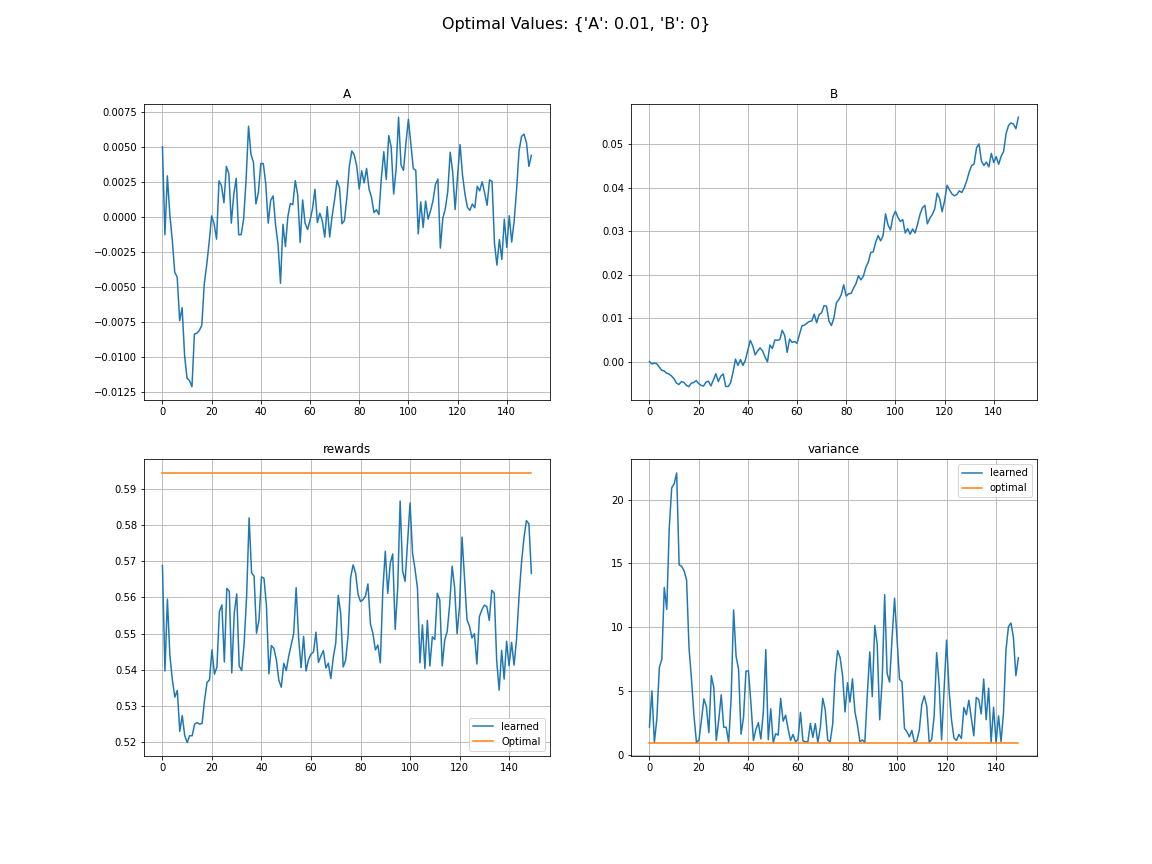 Optimal Values: {'A': 0.01, 'B': 0}
A
0.0075
0.0050
0.0025
0.0000
−0.0025
−0.0050
−0.0075
−0.0100
−0.0125
0 20 40 60 80 100 120 140
B
0.05
0.04
0.03
0.02
0.01
0.00
0 20 40 60 80 100 120 140
rewards
0.59
0.58
0.57
0.56
0.55
0.54
0.53
0.52
learned
Optimal
0 20 40 60 80 100 120 140
variance
learned
optimal
20
15
10
5
0
0 20 40 60 80 100 120 140